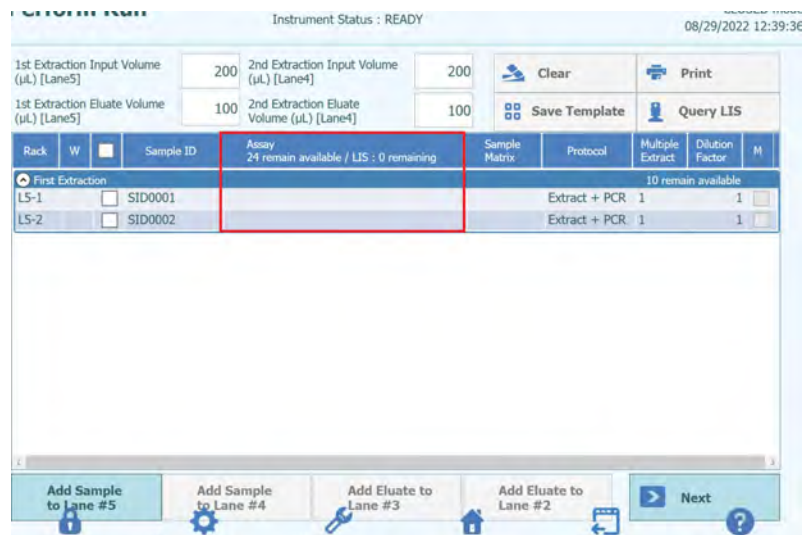 Instrument Status : READY
08/29/2022 12:39:36
1st Extraction Input Volume
(µL) [Lane5]
200
2nd Extraction Input Volume
(µL) [Lane4]
200
Clear
Print
1st Extraction Eluate Volume
(µL) [Lane5]
100
2nd Extraction Eluate
Volume (µL) [Lane4]
100
Save Template
Query LIS
Rack
W
Sample ID
Assay
24 remain available / LIS : 0 remaining
Sample
Matrix
Protocol
Multiple
Extract
Dilution
Factor
M
First Extraction
10 remain available
L5-1 SID0001 Extract + PCR 1 1
L5-2 SID0002 Extract + PCR 1 1
Add Sample
to Lane #5
Add Sample
to Lane #4
Add Eluate to
Lane #3
Add Eluate to
Lane #2
Next